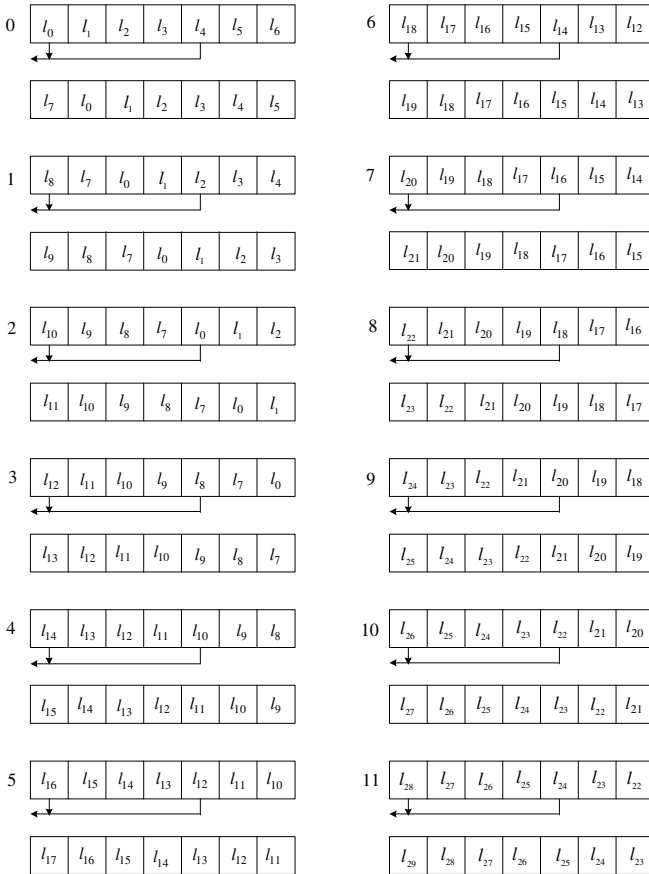 0 l₀ l₁ l₂ l₃ l₄ l₅ l₆
l₇ l₀ l₁ l₂ l₃ l₄ l₅
1 l₈ l₇ l₀ l₁ l₂ l₃ l₄
l₉ l₈ l₇ l₀ l₁ l₂ l₃
2 l₁₀ l₉ l₈ l₇ l₀ l₁ l₂
l₁₁ l₁₀ l₉ l₈ l₇ l₀ l₁
3 l₁₂ l₁₁ l₁₀ l₉ l₈ l₇ l₀
l₁₃ l₁₂ l₁₁ l₁₀ l₉ l₈ l₇
4 l₁₄ l₁₃ l₁₂ l₁₁ l₁₀ l₉ l₈
l₁₅ l₁₄ l₁₃ l₁₂ l₁₁ l₁₀ l₉
5 l₁₆ l₁₅ l₁₄ l₁₃ l₁₂ l₁₁ l₁₀
l₁₇ l₁₆ l₁₅ l₁₄ l₁₃ l₁₂ l₁₁
6 l₁₈ l₁₇ l₁₆ l₁₅ l₁₄ l₁₃ l₁₂
l₁₉ l₁₈ l₁₇ l₁₆ l₁₅ l₁₄ l₁₃
7 l₂₀ l₁₉ l₁₈ l₁₇ l₁₆ l₁₅ l₁₄
l₂₁ l₂₀ l₁₉ l₁₈ l₁₇ l₁₆ l₁₅
8 l₂₂ l₂₁ l₂₀ l₁₉ l₁₈ l₁₇ l₁₆
l₂₃ l₂₂ l₂₁ l₂₀ l₁₉ l₁₈ l₁₇
9 l₂₄ l₂₃ l₂₂ l₂₁ l₂₀ l₁₉ l₁₈
l₂₅ l₂₄ l₂₃ l₂₂ l₂₁ l₂₀ l₁₉
10 l₂₆ l₂₅ l₂₄ l₂₃ l₂₂ l₂₁ l₂₀
l₂₇ l₂₆ l₂₅ l₂₄ l₂₃ l₂₂ l₂₁
11 l₂₈ l₂₇ l₂₆ l₂₅ l₂₄ l₂₃ l₂₂
l₂₉ l₂₈ l₂₇ l₂₆ l₂₅ l₂₄ l₂₃